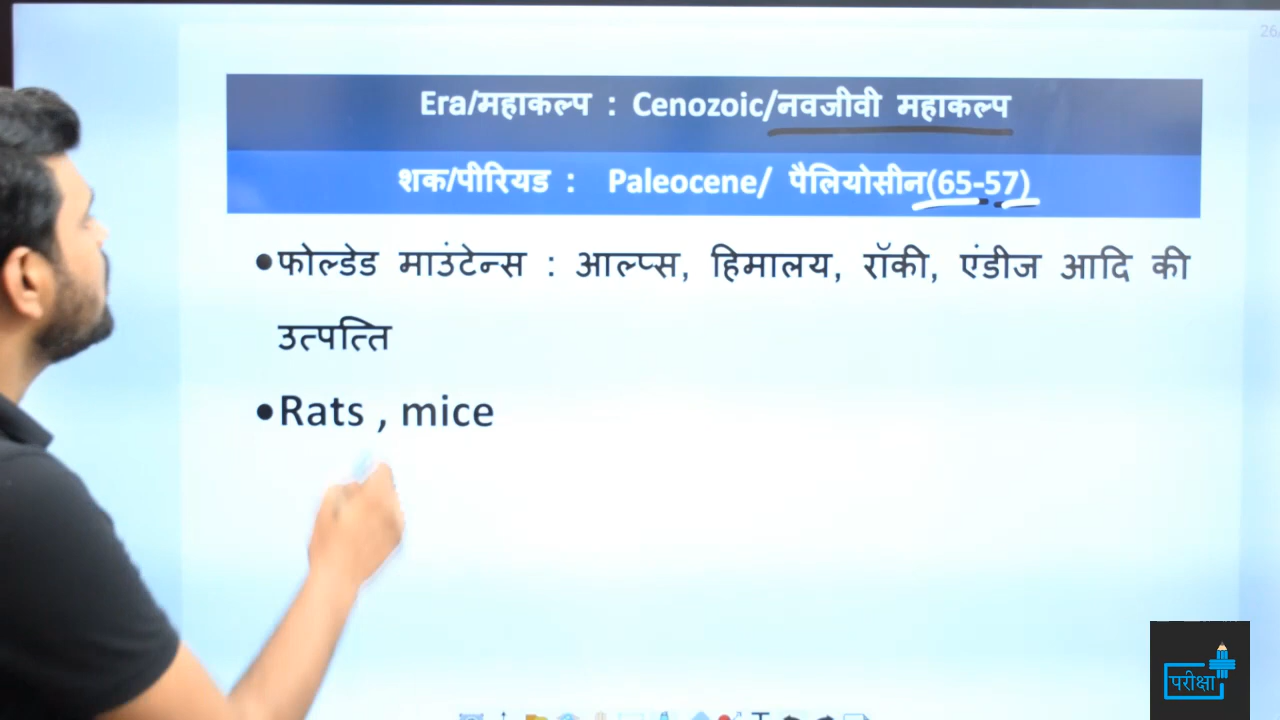 26
Era/महाकल्प : Cenozoic/नवजीवी महाकल्प
शक/पीरियड : Paleocene/ पैलियोसीन(65-57)
•फोल्डेड माउंटेन्स : आल्प्स, हिमालय, रॉकी, एंडीज आदि की
उत्पत्ति
•Rats , mice
परीक्षा